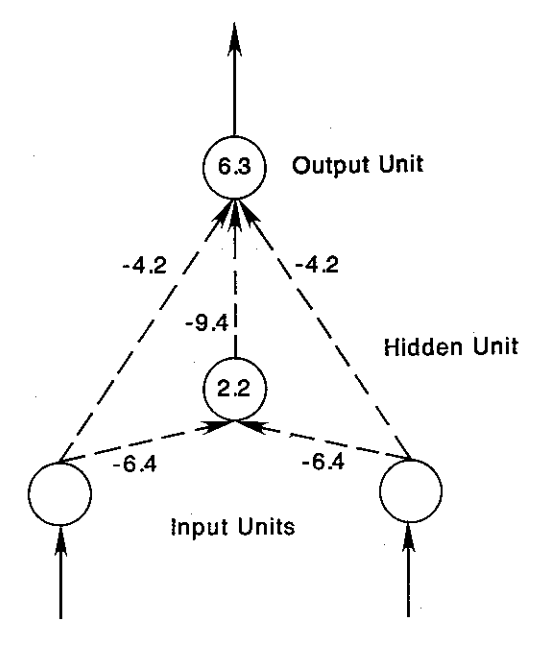 6.3 Output Unit
-4.2 -4.2
-9.4
Hidden Unit
2.2
-6.4 -6.4
Input Units